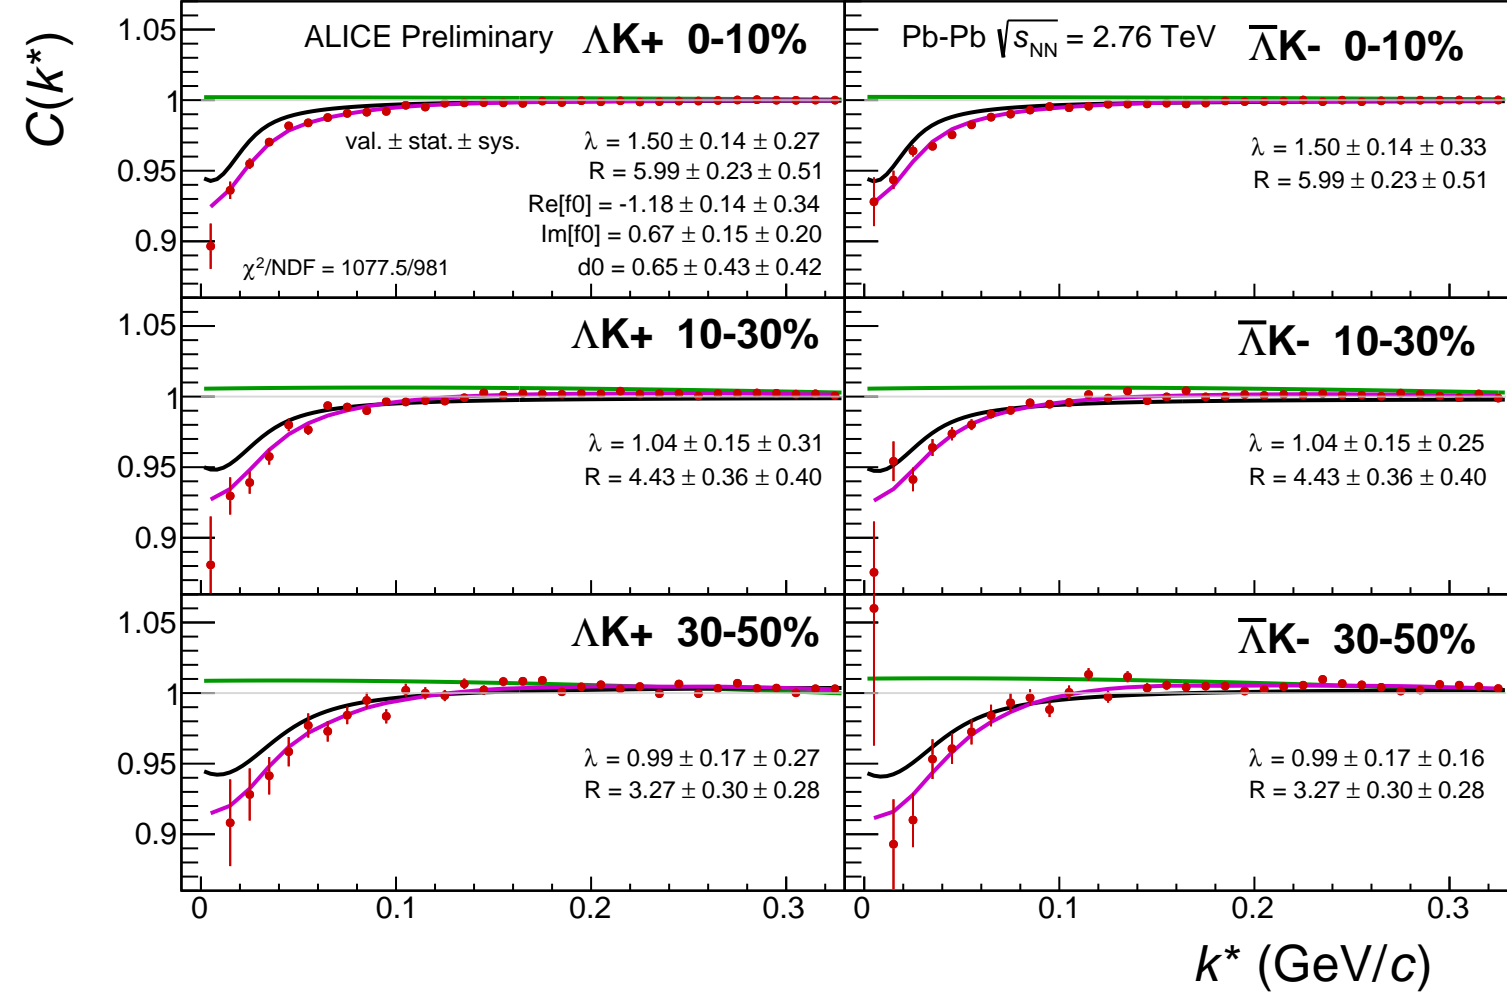 C(k*)
ALICE Preliminary ΛK+ 0-10%
1.05
1
0.95
0.9
val. ± stat. ± sys.
λ = 1.50 ± 0.14 ± 0.27
R = 5.99 ± 0.23 ± 0.51
Re[f0] = -1.18 ± 0.14 ± 0.34
Im[f0] = 0.67 ± 0.15 ± 0.20
d0 = 0.65 ± 0.43 ± 0.42
χ²/NDF = 1077.5/981
Pb-Pb √sNN = 2.76 TeV Λ̅K- 0-10%
λ = 1.50 ± 0.14 ± 0.33
R = 5.99 ± 0.23 ± 0.51
ΛK+ 10-30%
1.05
1
0.95
0.9
λ = 1.04 ± 0.15 ± 0.31
R = 4.43 ± 0.36 ± 0.40
Λ̅K- 10-30%
λ = 1.04 ± 0.15 ± 0.25
R = 4.43 ± 0.36 ± 0.40
ΛK+ 30-50%
1.05
1
0.95
0.9
λ = 0.99 ± 0.17 ± 0.27
R = 3.27 ± 0.30 ± 0.28
Λ̅K- 30-50%
λ = 0.99 ± 0.17 ± 0.16
R = 3.27 ± 0.30 ± 0.28
0 0.1 0.2 0.3 0 0.1 0.2 0.3
k* (GeV/c)